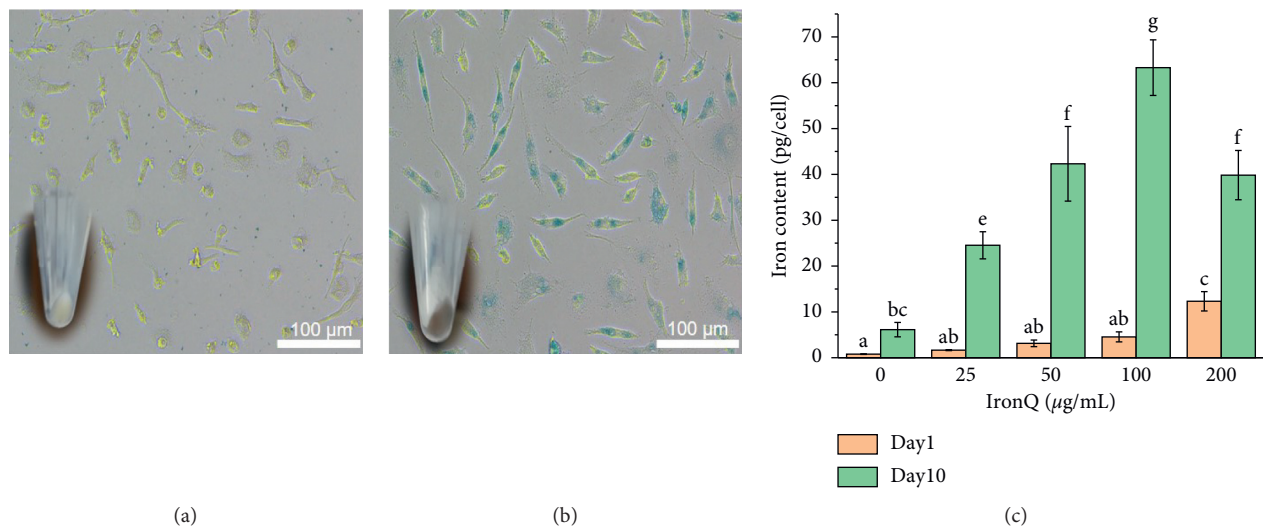 100 µm
100 µm
(a)
(b)
Iron content (pg/cell)
70
60
50
40
30
20
10
0
a
bc
ab
e
ab
f
ab
g
c
f
0
25
50
100
200
IronQ (µg/mL)
Day1
Day10
(c)